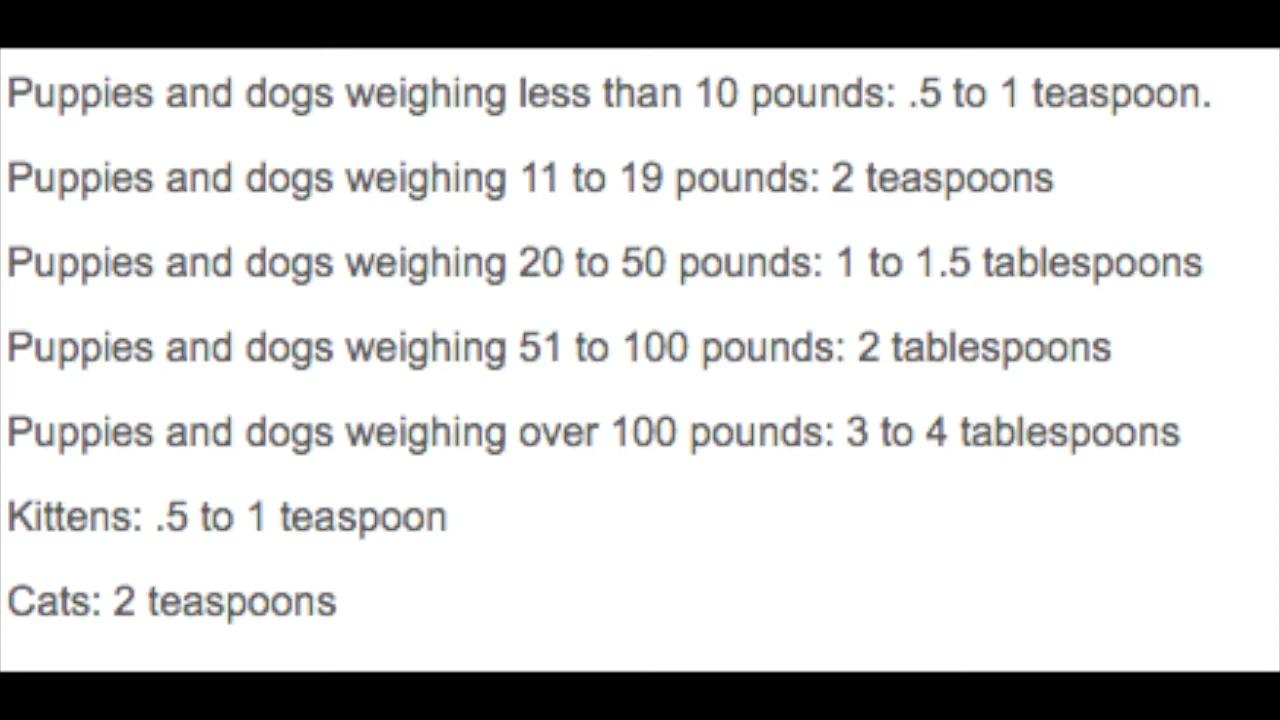 Puppies and dogs weighing less than 10 pounds: .5 to 1 teaspoon.
Puppies and dogs weighing 11 to 19 pounds: 2 teaspoons
Puppies and dogs weighing 20 to 50 pounds: 1 to 1.5 tablespoons
Puppies and dogs weighing 51 to 100 pounds: 2 tablespoons
Puppies and dogs weighing over 100 pounds: 3 to 4 tablespoons
Kittens: .5 to 1 teaspoon
Cats: 2 teaspoons